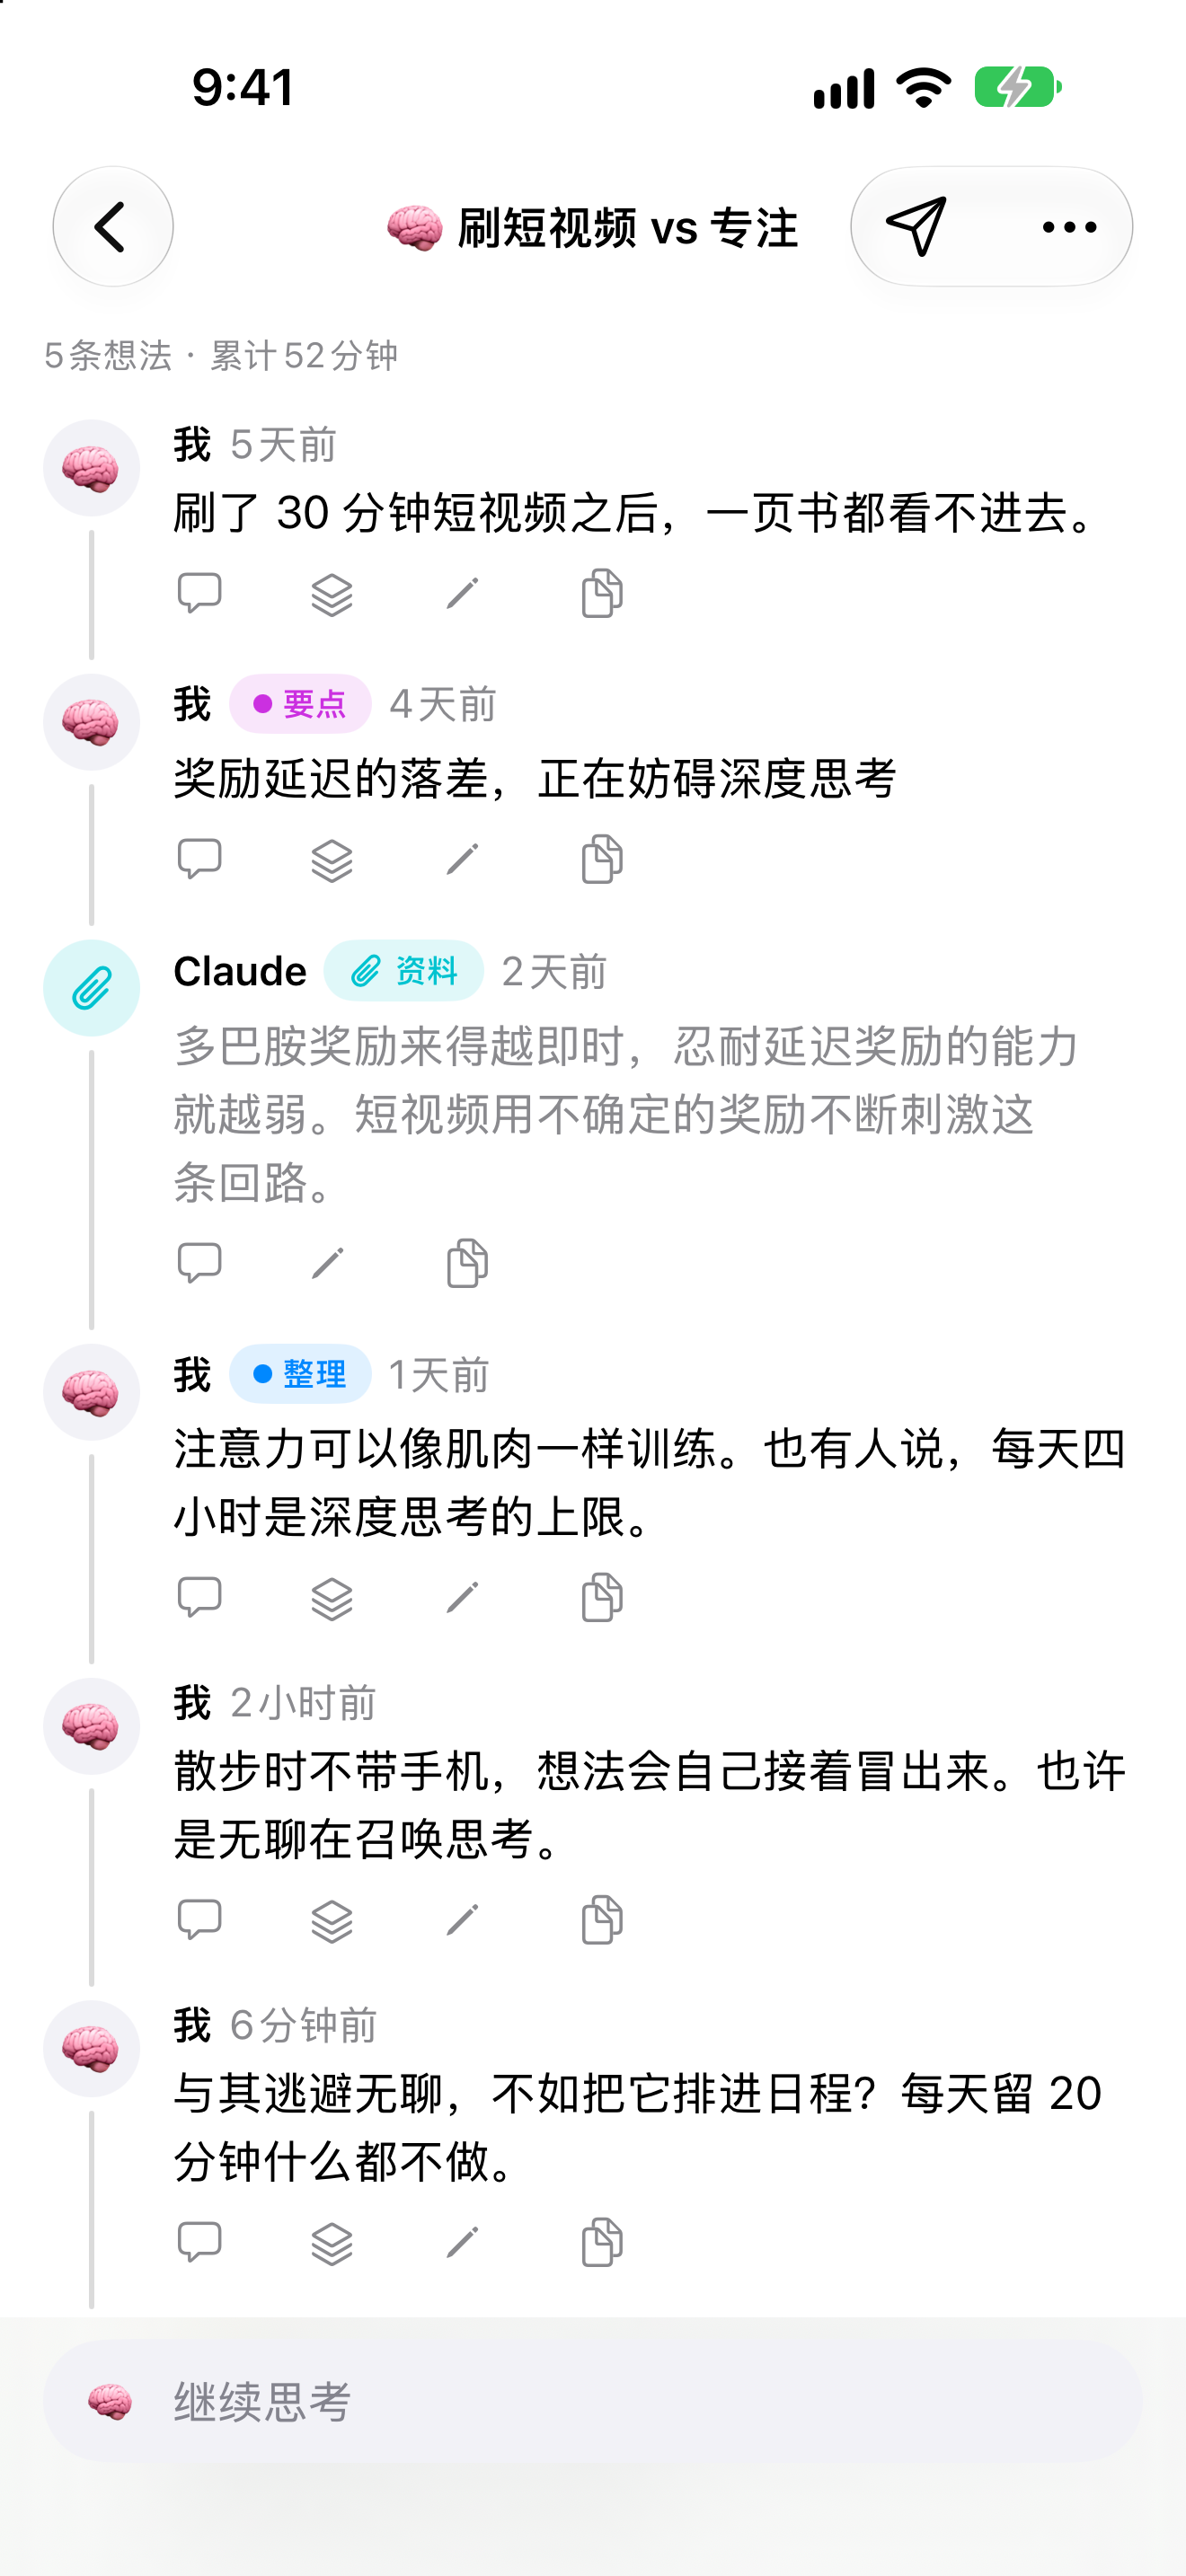 9:41
🧠 刷短视频 vs 专注
5条想法 · 累计52分钟
我 5天前
刷了 30 分钟短视频之后，一页书都看不进去。
我 要点 4天前
奖励延迟的落差，正在妨碍深度思考
Claude 资料 2天前
多巴胺奖励来得越即时，忍耐延迟奖励的能力
就越弱。短视频用不确定的奖励不断刺激这
条回路。
我 整理 1天前
注意力可以像肌肉一样训练。也有人说，每天四
小时是深度思考的上限。
我 2小时前
散步时不带手机，想法会自己接着冒出来。也许
是无聊在召唤思考。
我 6分钟前
与其逃避无聊，不如把它排进日程？每天留 20
分钟什么都不做。
继续思考